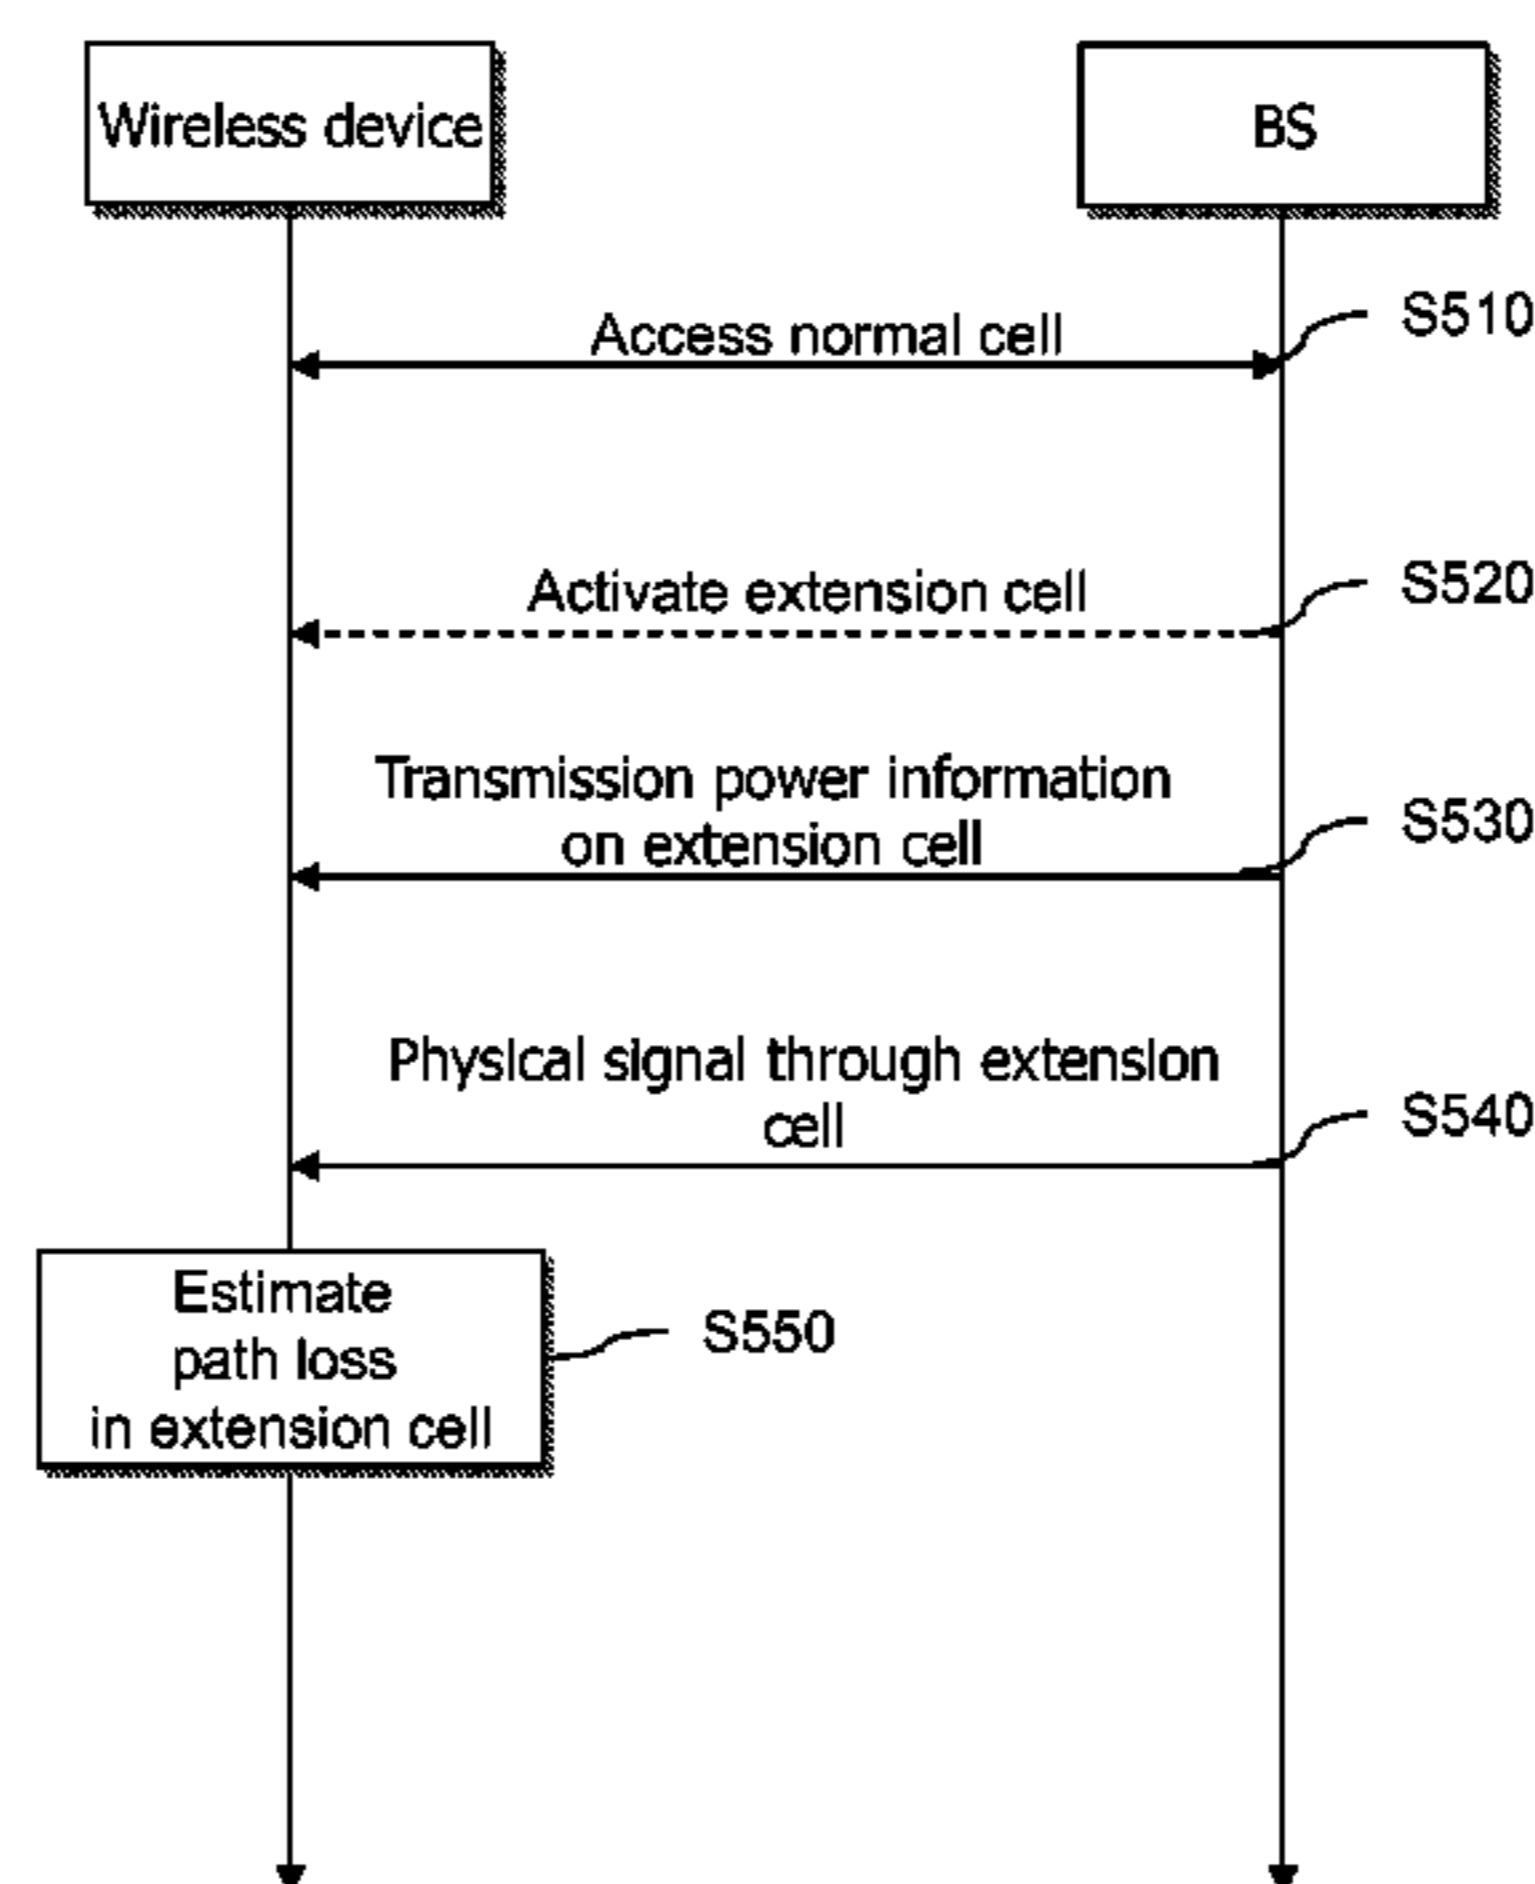 Wireless device
BS
Access normal cell
S510
Activate extension cell
S520
Transmission power information
on extension cell
S530
Physical signal through extension
cell
S540
Estimate
path loss
in extension cell
S550